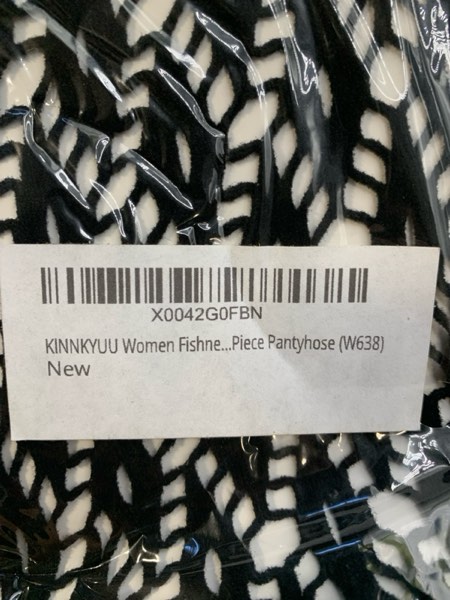 X0042G0FBN
KINNKYUU Women Fishne...Piece Pantyhose (W638)
New